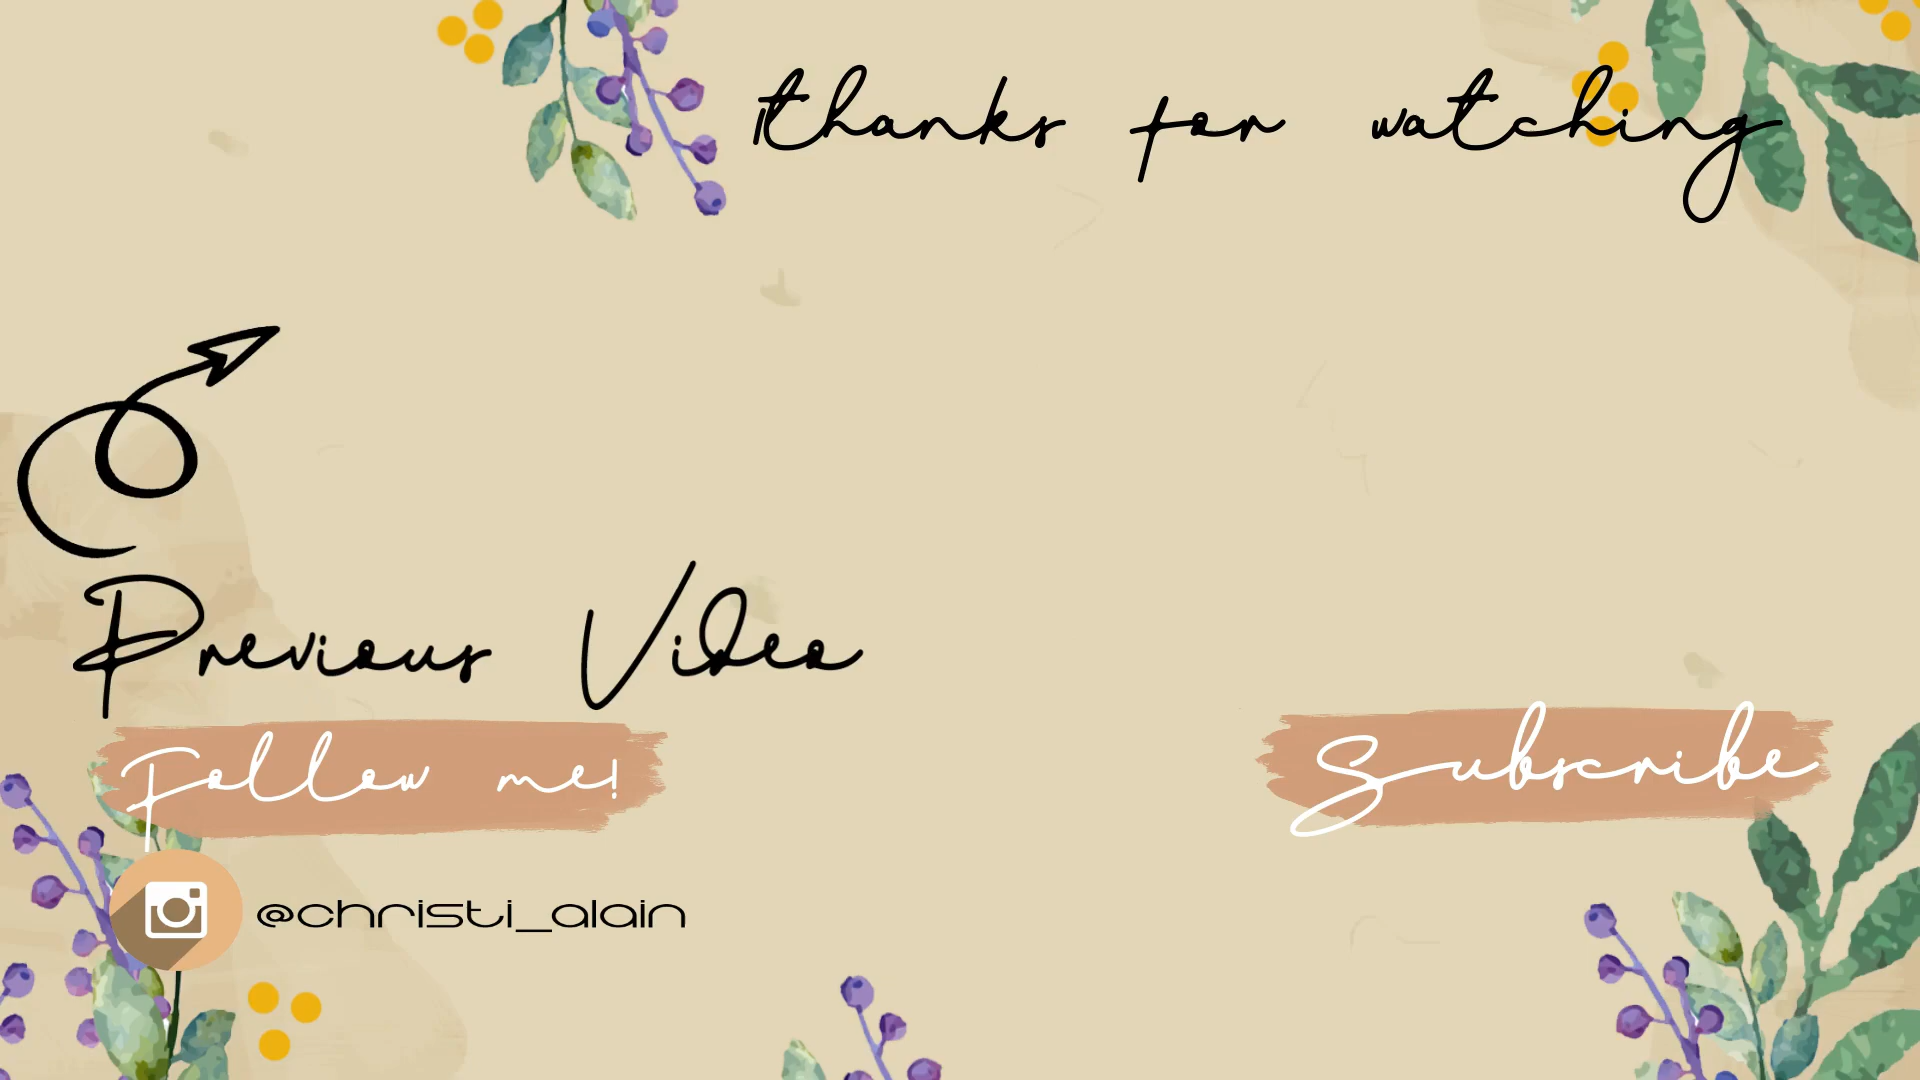 thanks for watching
Previous Video
Follow me!
Subscribe
@christi_alain